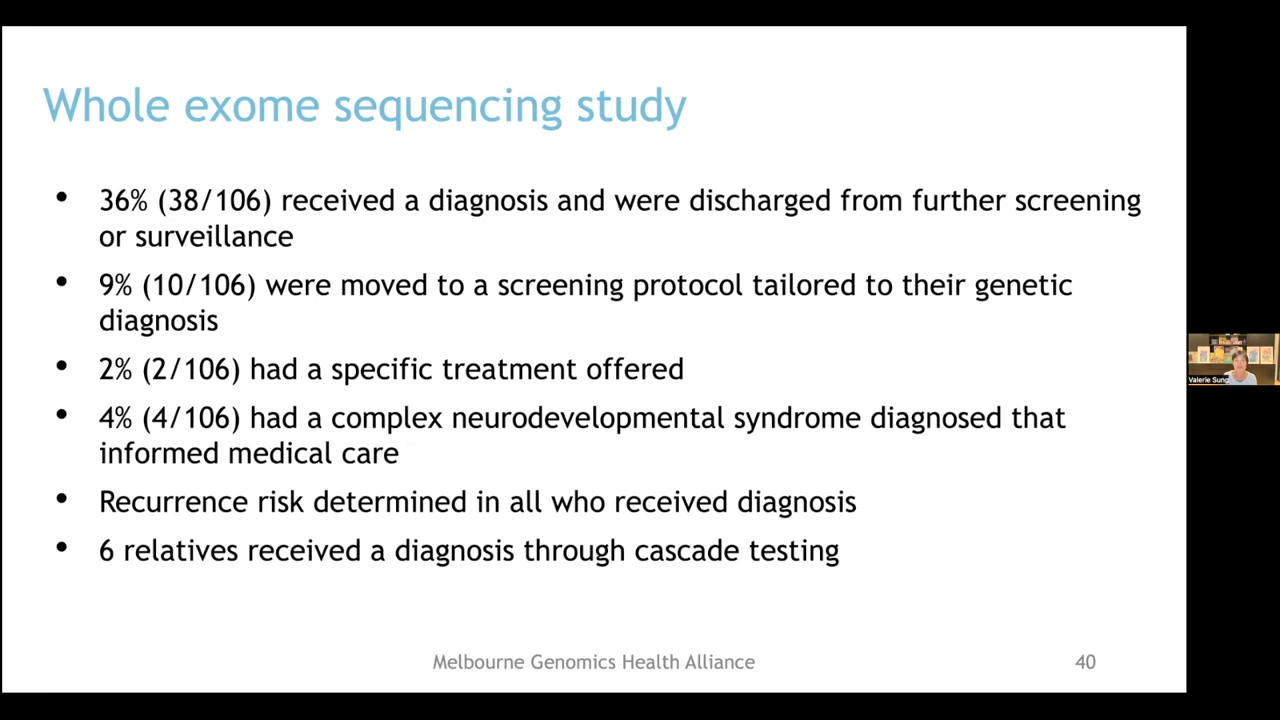 Whole exome sequencing study
• 36% (38/106) received a diagnosis and were discharged from further screening
or surveillance
• 9% (10/106) were moved to a screening protocol tailored to their genetic
diagnosis
• 2% (2/106) had a specific treatment offered
• 4% (4/106) had a complex neurodevelopmental syndrome diagnosed that
informed medical care
• Recurrence risk determined in all who received diagnosis
• 6 relatives received a diagnosis through cascade testing
Melbourne Genomics Health Alliance
40
Valerie Sung